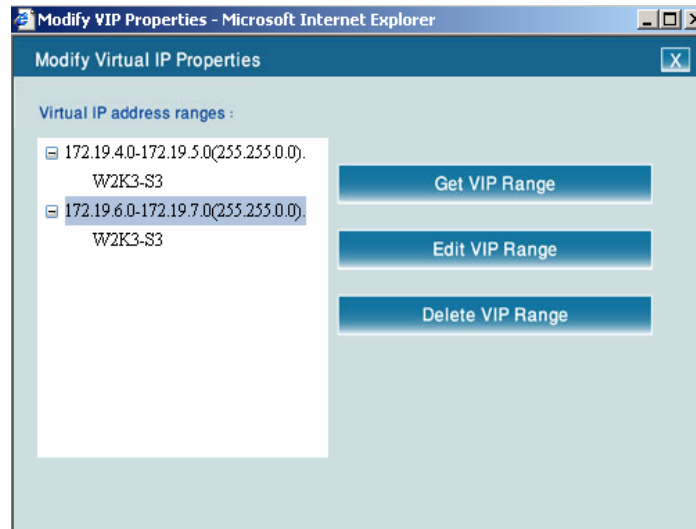 Modify VIP Properties - Microsoft Internet Explorer
Modify Virtual IP Properties
X
Virtual IP address ranges :
172.19.4.0-172.19.5.0(255.255.0.0).
W2K3-S3
172.19.6.0-172.19.7.0(255.255.0.0).
W2K3-S3
Get VIP Range
Edit VIP Range
Delete VIP Range